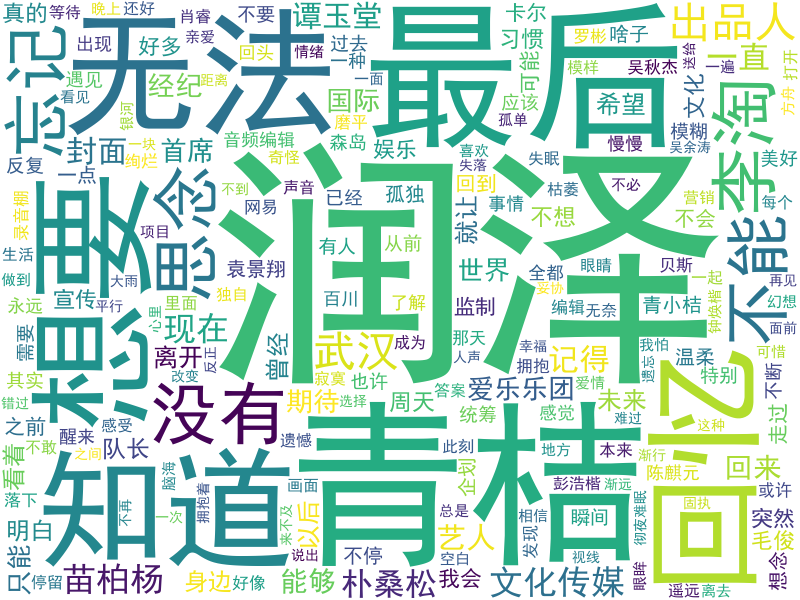 真的
等待
晚上
还好
肖睿
不要
谭玉堂
卡尔
罗彬
送给
出品人
无法
最后
忘记
出现
好多
亲爱
回头
情绪
过去
习惯
啥子
吴秋杰
一遍
打开
一直
遇见
经纪
一种
距离
一面
可能
模样
文化
方舟
看见
银河
国际
磨平
应该
希望
李淘
封面
首席
音频编辑
森岛
娱乐
孤单
模糊
反复
一点
一块
绚烂
奇怪
慢慢
吴余涛
美好
想要
思念
不到
声音
已经
孤独
喜欢
失落
失眠
回到
枯萎
不必
营销
每个
润泽
录音棚
网易
就让
事情
不想
不会
不能
生活
项目
有人
从前
袁景翔
世界
全都
眼睛
贝斯
一起
再见
做到
大雨
独自
百川
了解
监制
妥协
编辑
无奈
青小桔
钟焕楷
幻想
永远
平行
宣传
里面
那天
面前
需要
心里
现在
武汉
成为
人声
幸福
记得
我怕
温柔
可惜
离开
曾经
反正
拥抱
遗忘
其实
改变
寂寞
也许
答案
爱情
爱乐乐团
特别
不断
错过
没有
期待
选择
周天
未来
回忆
之前
感受
统筹
感觉
难过
这种
走过
看着
不敢
醒来
队长
之间
遗憾
青桔
此刻
地方
本来
渐行
陈麒元
回来
落下
知道
脑海
画面
企划
彭浩楷
渐远
固执
或许
明白
不再
一次
拥抱着
来不及
以后
总是
艺人
相信
瞬间
彻夜难眠
突然
毛俊
只能
停留
说出
不停
空白
发现
视线
苗柏杨
身边
好像
能够
朴桑松
我会
文化传媒
眼眸
遥远
离去
想念